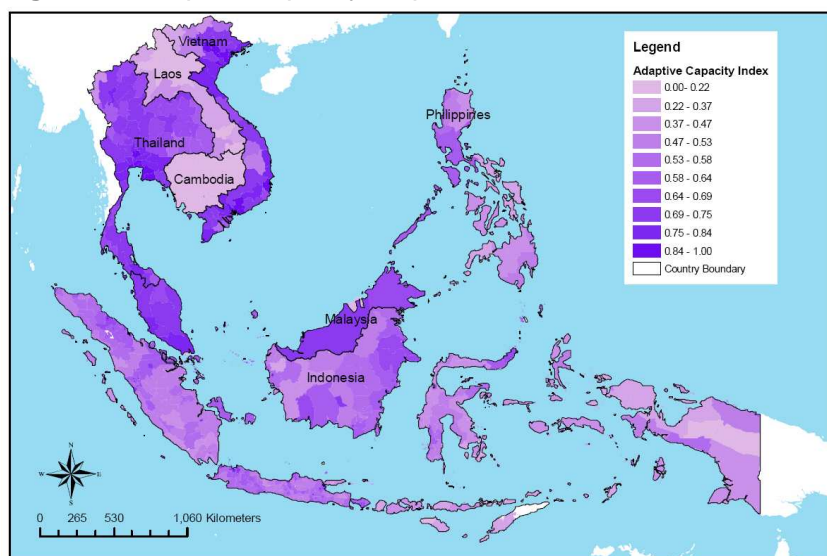 Vietnam
Laos
Thailand
Cambodia
Philippines
Malaysia
Indonesia
Legend
Adaptive Capacity Index
0.00- 0.22
0.22 - 0.37
0.37 - 0.47
0.47 - 0.53
0.53 - 0.58
0.58 - 0.64
0.64 - 0.69
0.69 - 0.75
0.75 - 0.84
0.84 - 1.00
Country Boundary
N
W E
S
0 265 530 1,060 Kilometers